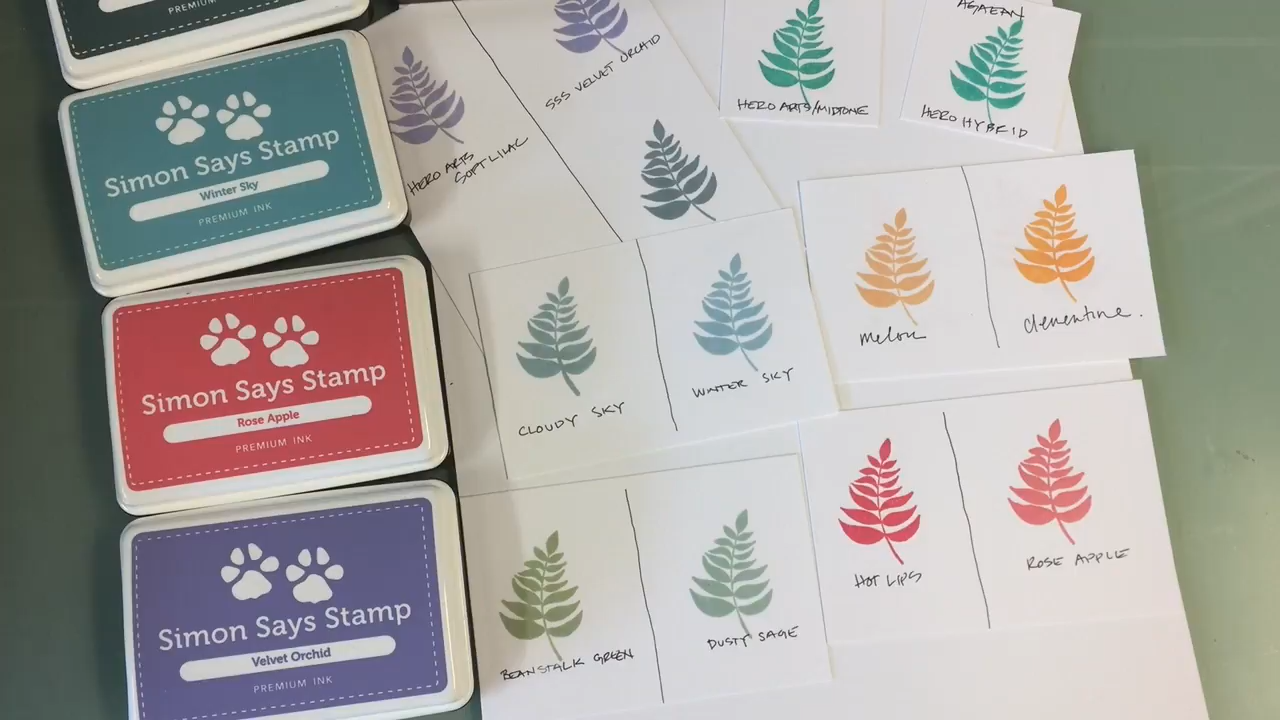 PREMIUM INK
Simon Says Stamp
Winter Sky
PREMIUM INK
Simon Says Stamp
Rose Apple
PREMIUM INK
Simon Says Stamp
Velvet Orchid
PREMIUM INK
HERO ARTS
SOFT LILAC
SSS VELVET ORCHID
HERO ARTS/MIDTONE
AGAEAN
HERO HYBRID
CLOUDY SKY
WINTER SKY
Melon
Clementine.
BEANSTALK GREEN
DUSTY SAGE
HOT LIPS
ROSE APPLE